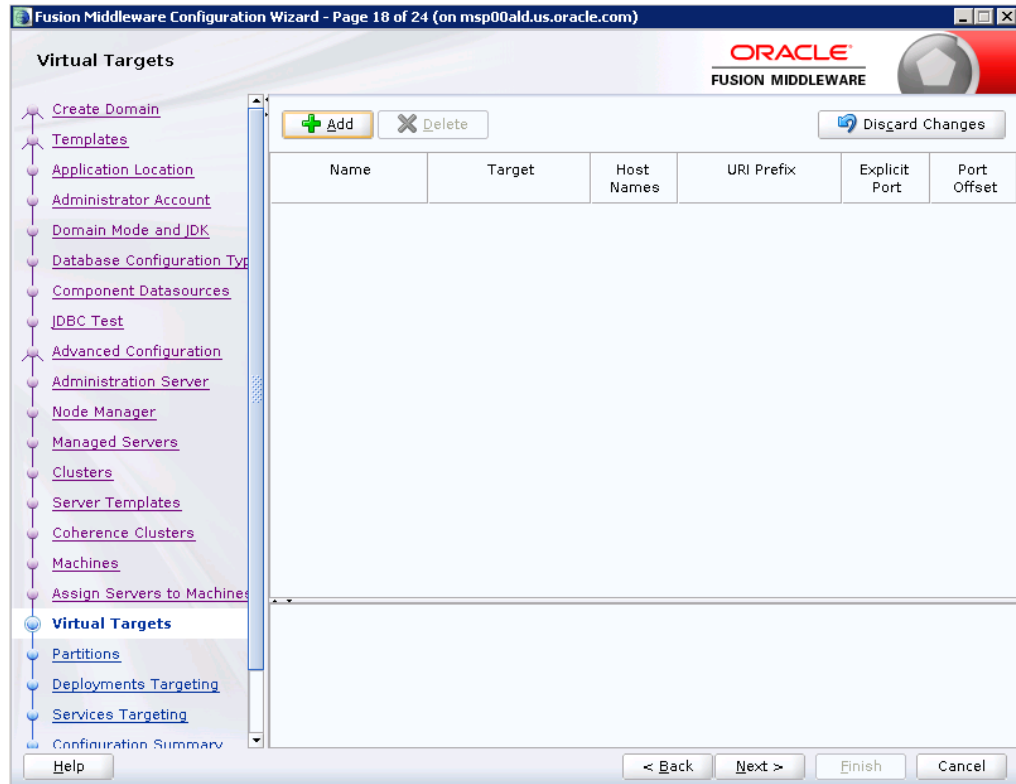 Fusion Middleware Configuration Wizard - Page 18 of 24 (on msp00ald.us.oracle.com)
Virtual Targets
ORACLE
FUSION MIDDLEWARE
Create Domain
Templates
Application Location
Administrator Account
Domain Mode and JDK
Database Configuration Typ
Component Datasources
JDBC Test
Advanced Configuration
Administration Server
Node Manager
Managed Servers
Clusters
Server Templates
Coherence Clusters
Machines
Assign Servers to Machines
Virtual Targets
Partitions
Deployments Targeting
Services Targeting
Configuration Summary
Add
Delete
Discard Changes
Name
Target
Host
Names
URI Prefix
Explicit
Port
Port
Offset
Help
< Back
Next >
Finish
Cancel